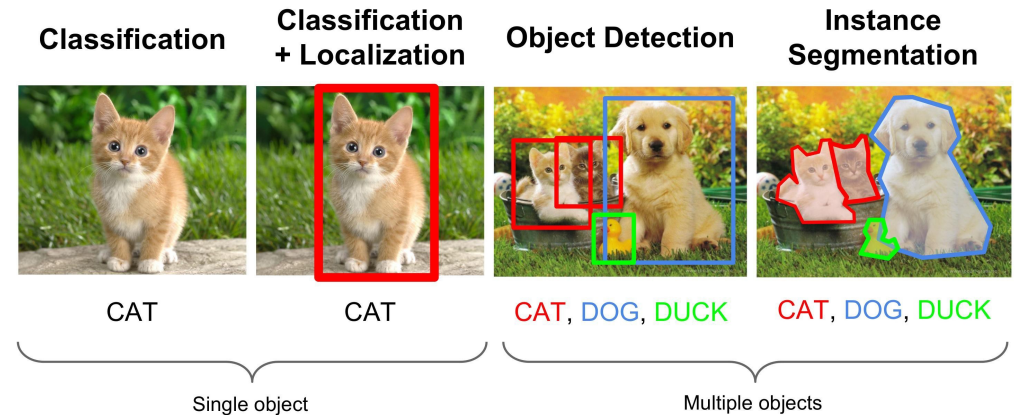 Classification
Classification
+ Localization
Object Detection
Instance
Segmentation
CAT
CAT
CAT, DOG, DUCK
CAT, DOG, DUCK
Single object
Multiple objects